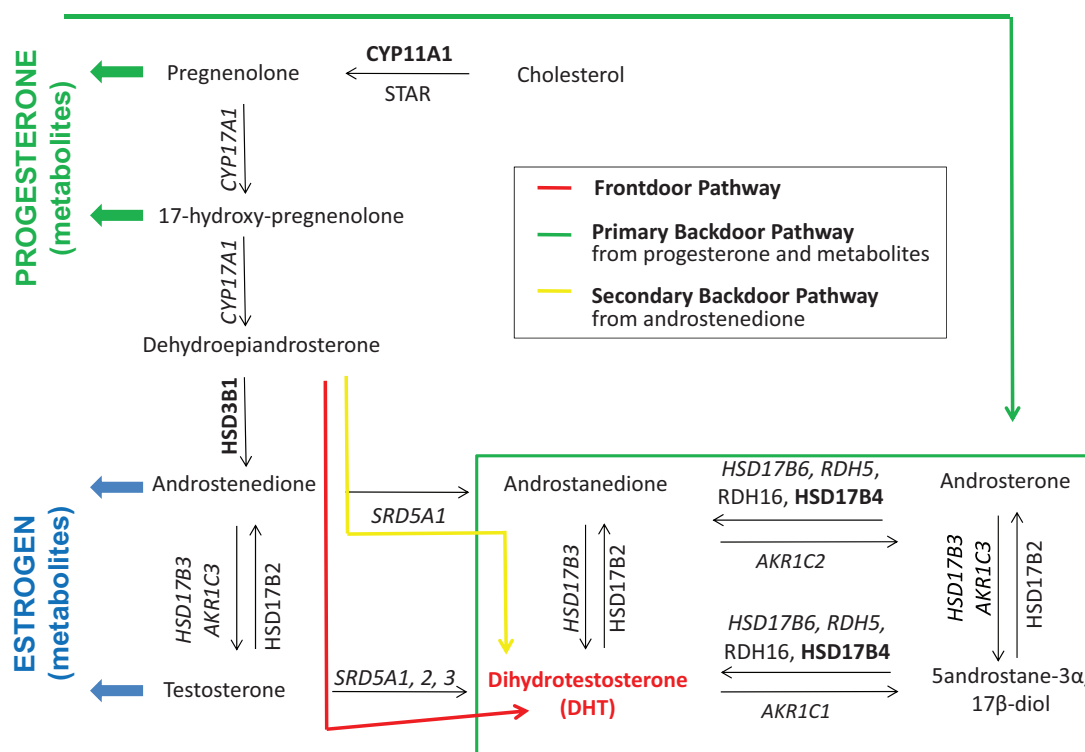 PROGESTERONE
(metabolites)
Pregnenolone
CYP11A1
STAR
Cholesterol
CYP17A1
17-hydroxy-pregnenolone
CYP17A1
Dehydroepiandrosterone
Frontdoor Pathway
Primary Backdoor Pathway
from progesterone and metabolites
Secondary Backdoor Pathway
from androstenedione
HSD3B1
ESTROGEN
(metabolites)
Androstenedione
SRD5A1
Androstanedione
HSD17B6, RDH5,
RDH16, HSD17B4
AKR1C2
Androsterone
HSD17B3
AKR1C3
HSD17B2
HSD17B3
HSD17B2
HSD17B3
AKR1C3
HSD17B2
Testosterone
SRD5A1, 2, 3
Dihydrotestosterone
(DHT)
HSD17B6, RDH5,
RDH16, HSD17B4
AKR1C1
5androstane-3α,
17β-diol